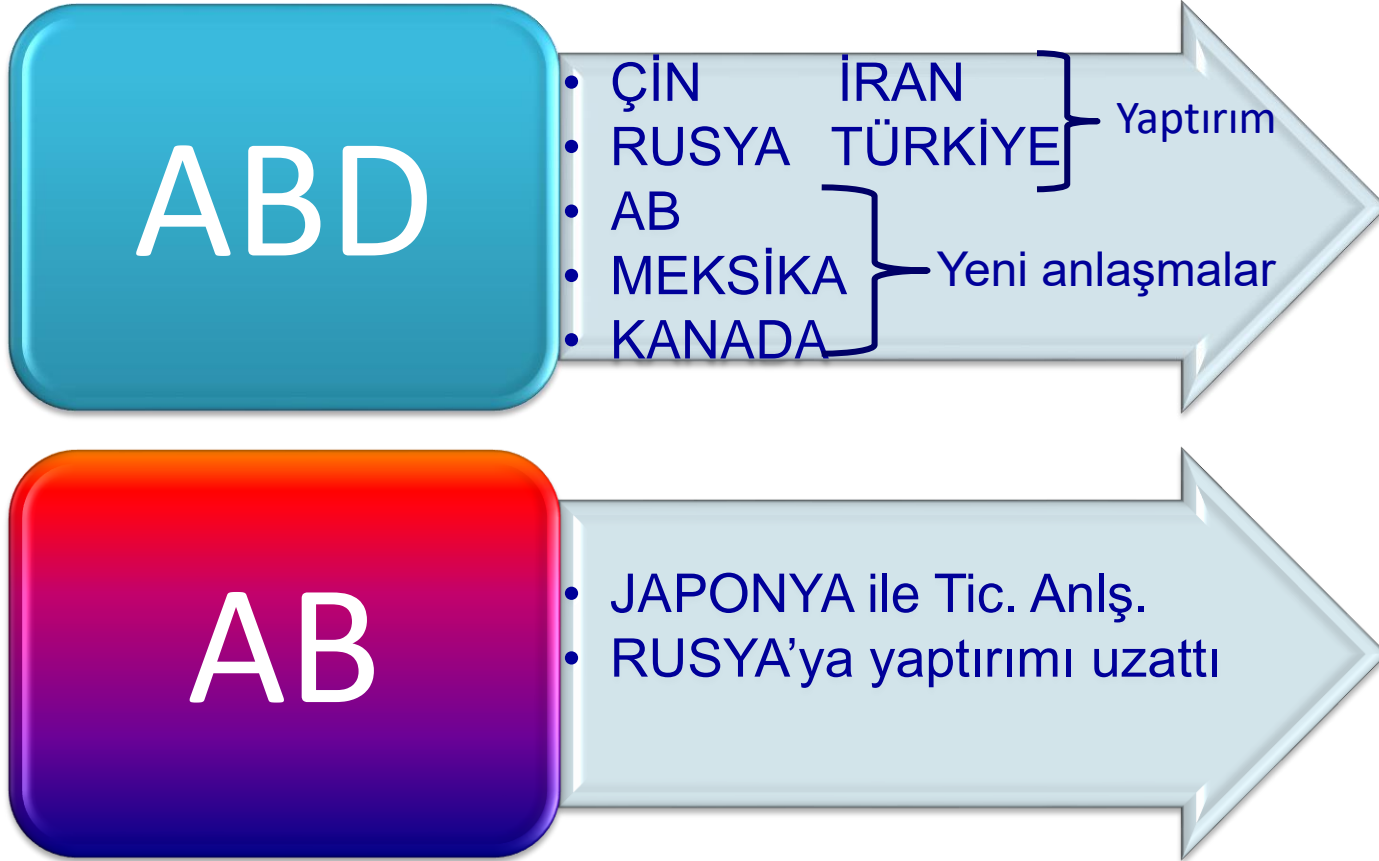 ABD
• ÇİN İRAN
• RUSYA TÜRKİYE
Yaptırım
• AB
• MEKSİKA
• KANADA
Yeni anlaşmalar
AB
• JAPONYA ile Tic. Anlş.
• RUSYA’ya yaptırımı uzattı